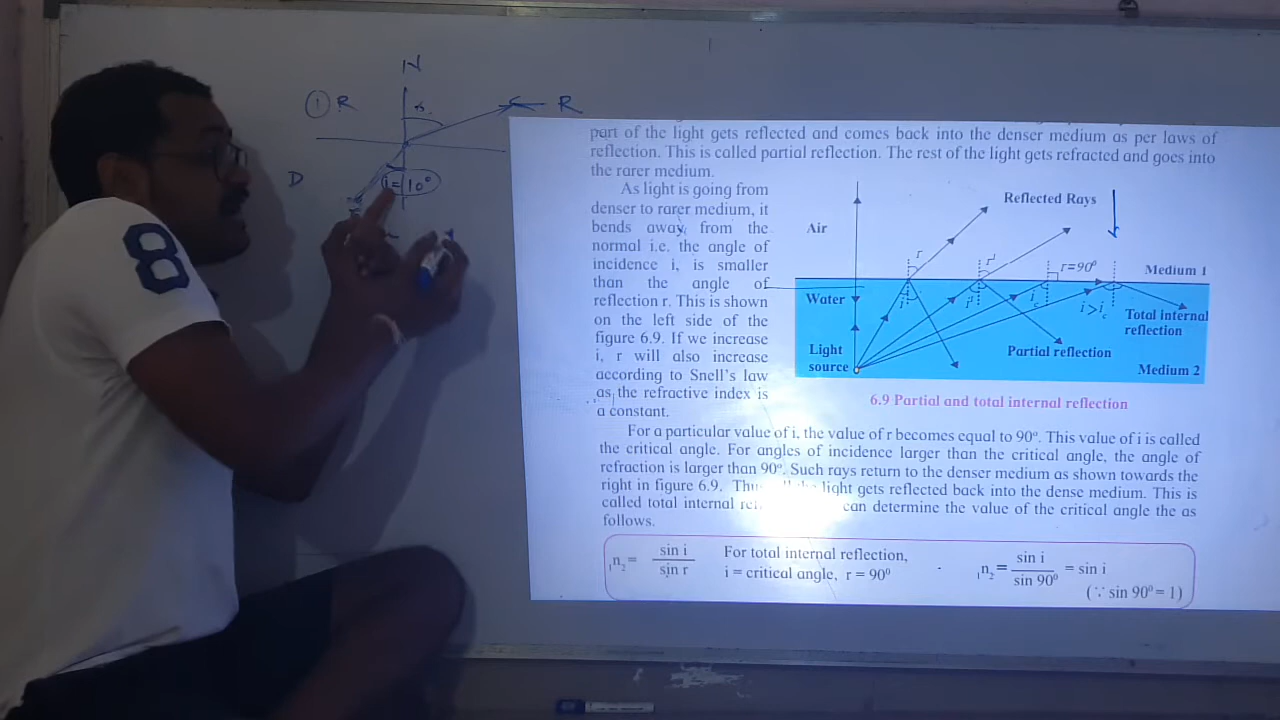 N
① R
R
D
i = 10°
8
part of the light gets reflected and comes back into the denser medium as per laws of
reflection. This is called partial reflection. The rest of the light gets refracted and goes into
the rarer medium.
As light is going from
denser to rarer medium, it
bends away from the
normal i.e. the angle of
incidence i, is smaller
than the angle of
reflection r. This is shown
on the left side of the
figure 6.9. If we increase
i, r will also increase
according to Snell's law
as the refractive index is
a constant.
Reflected Rays
Air
r
r'
r=90⁰
Medium 1
Water
i
i'
i c
i > i c
Total internal
reflection
Light
source
Partial reflection
Medium 2
6.9 Partial and total internal reflection
For a particular value of i, the value of r becomes equal to 90⁰. This value of i is called
the critical angle. For angles of incidence larger than the critical angle, the angle of
refraction is larger than 90⁰. Such rays return to the denser medium as shown towards the
right in figure 6.9. light gets reflected back into the dense medium. This is
called total internal can determine the value of the critical angle the as
follows.
₁n₂ = sin i / sin r
For total internal reflection,
i = critical angle, r = 90⁰
₁n₂ = sin i / sin 90⁰ = sin i
(∵ sin 90⁰ = 1)